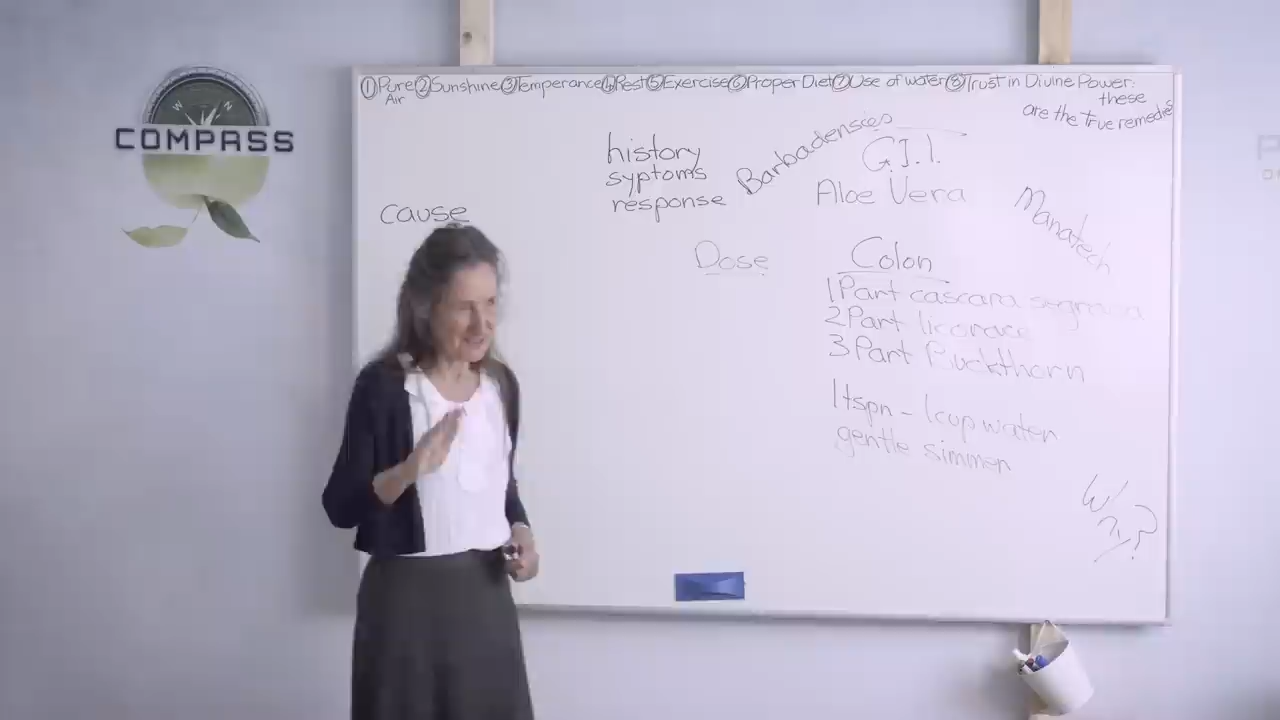 COMPASS
W N
①Pure ②Sunshine ③Temperance ④Rest ⑤Exercise ⑥Proper Diet ⑦Use of water ⑧Trust in Divine Power:
Air
these
are the true remedies
history
syptoms
response
Barbadensces
G.I.I.
Aloe Vera
Manatech
cause
Dose
Colon
1 Part cascara sagrada
2 Part licorace
3 Part Buckthorn
1 tspn - 1 cup water
gentle simmer
W